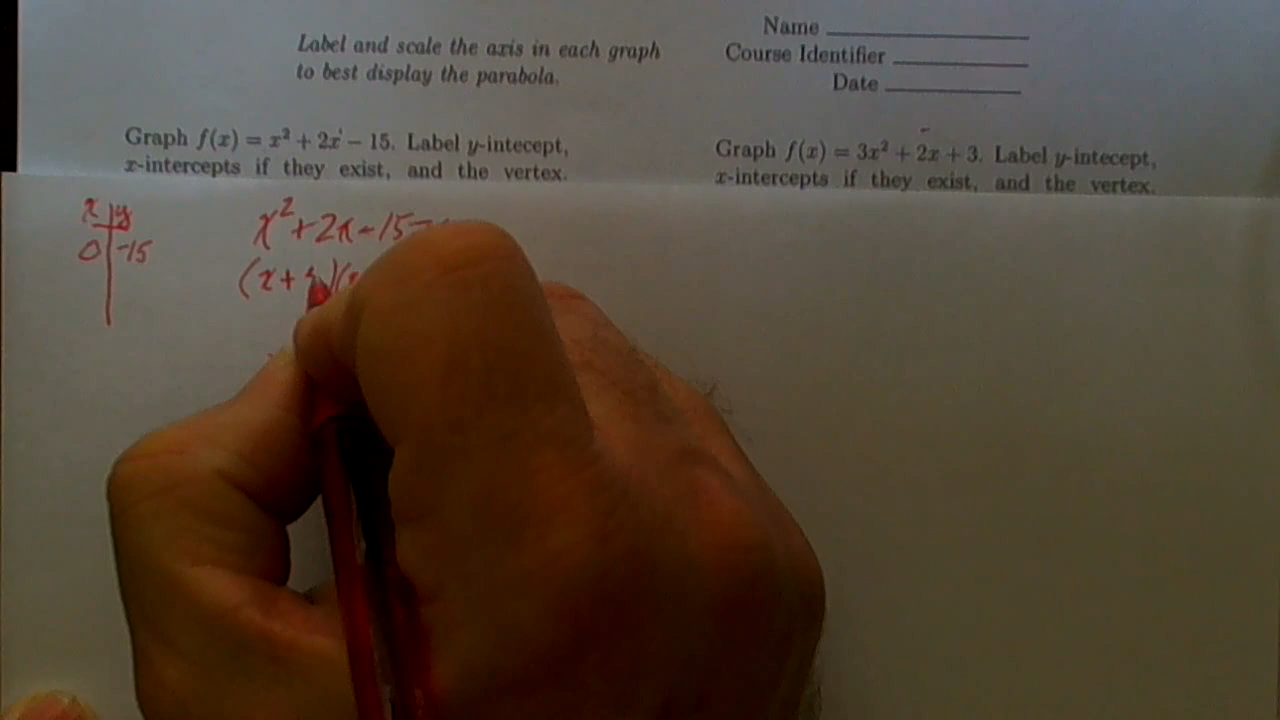 Label and scale the axis in each graph
to best display the parabola.
Name
Course Identifier
Date
Graph f(x) = x² + 2x - 15. Label y-intecept,
x-intercepts if they exist, and the vertex.
Graph f(x) = 3x² + 2x + 3. Label y-intecept,
x-intercepts if they exist, and the vertex.
x y
0 -15
x² + 2x - 15 =
(x +